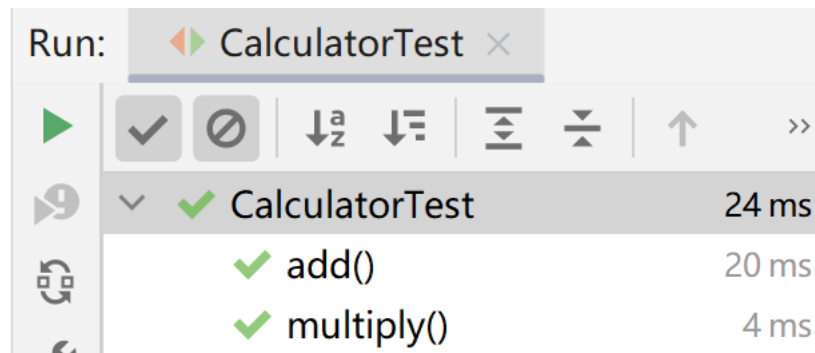 Run: CalculatorTest
CalculatorTest 24 ms
add() 20 ms
multiply() 4 ms